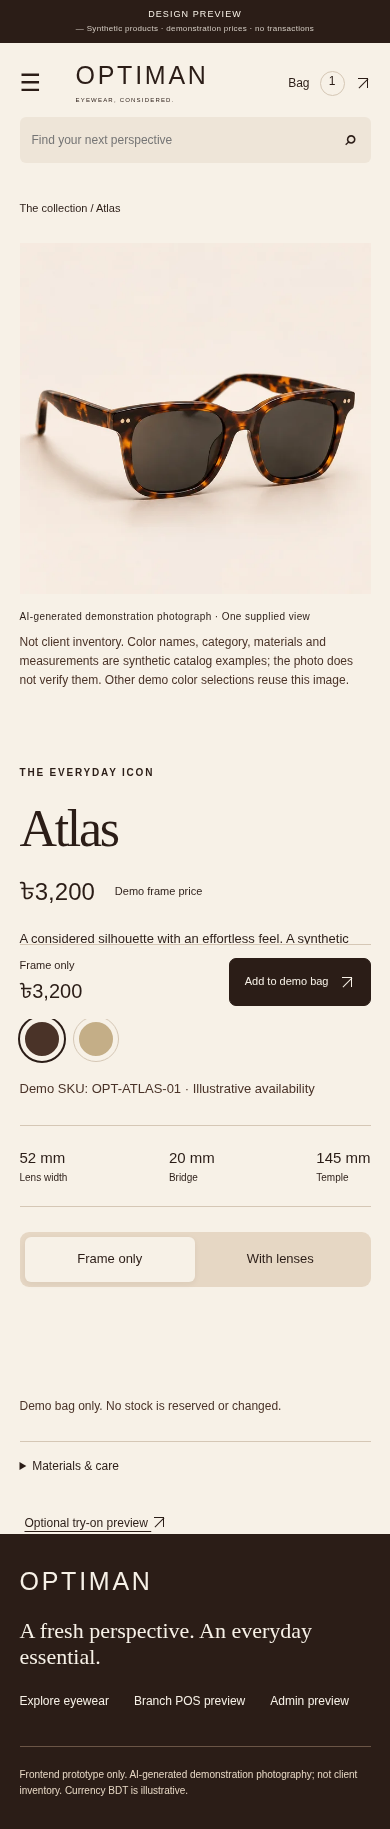 DESIGN PREVIEW
— Synthetic products · demonstration prices · no transactions
OPTIMAN
EYEWEAR, CONSIDERED.
Bag 1
Find your next perspective
The collection / Atlas
AI-generated demonstration photograph · One supplied view
Not client inventory. Color names, category, materials and
measurements are synthetic catalog examples; the photo does
not verify them. Other demo color selections reuse this image.
THE EVERYDAY ICON
Atlas
৳3,200 Demo frame price
A considered silhouette with an effortless feel. A synthetic
Frame only
৳3,200
Add to demo bag
Demo SKU: OPT-ATLAS-01 · Illustrative availability
52 mm 20 mm 145 mm
Lens width Bridge Temple
Frame only With lenses
Demo bag only. No stock is reserved or changed.
Materials & care
Optional try-on preview
OPTIMAN
A fresh perspective. An everyday
essential.
Explore eyewear Branch POS preview Admin preview
Frontend prototype only. AI-generated demonstration photography; not client
inventory. Currency BDT is illustrative.